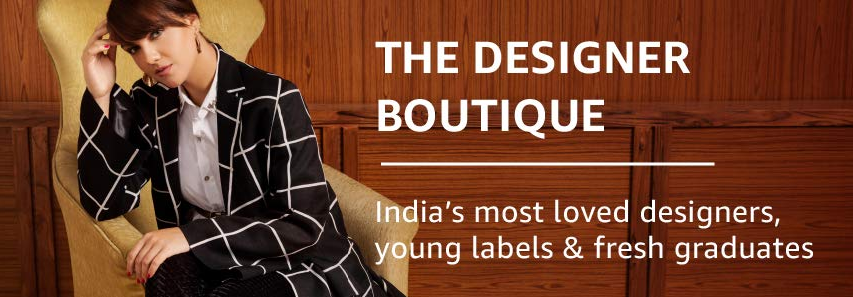 THE DESIGNER
BOUTIQUE
India's most loved designers,
young labels & fresh graduates